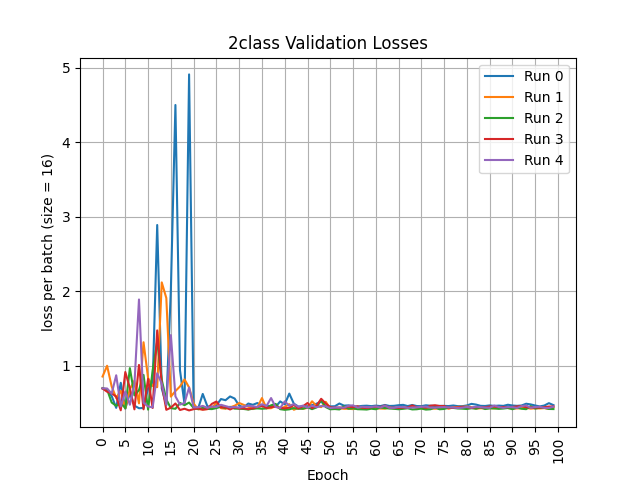 2class Validation Losses
loss per batch (size = 16)
5
4
3
2
1
Run 0
Run 1
Run 2
Run 3
Run 4
0 5 10 15 20 25 30 35 40 45 50 55 60 65 70 75 80 85 90 95 100
Epoch